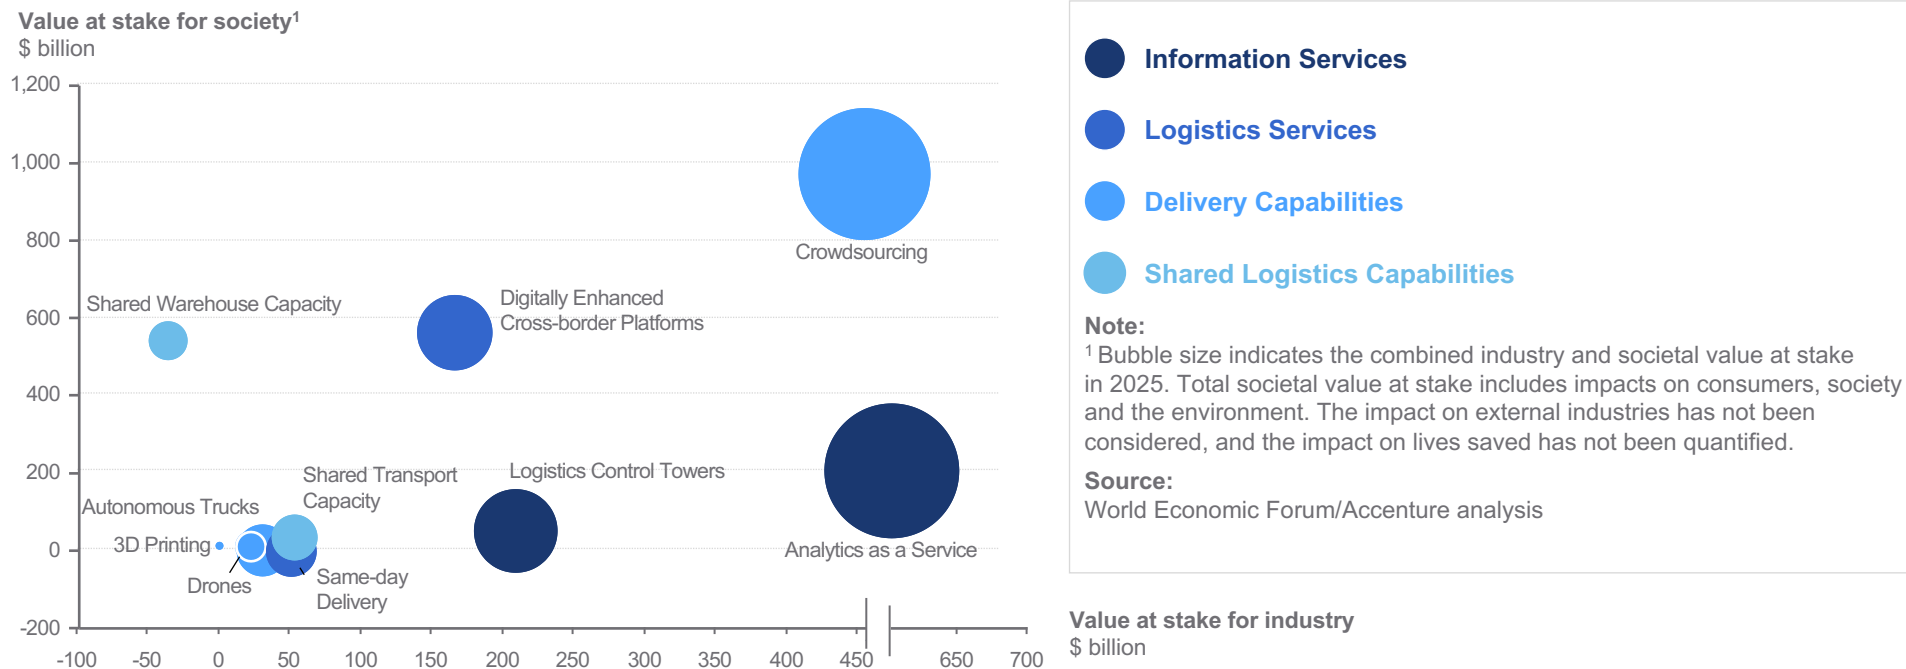 Value at stake for society¹
$ billion
1,200
1,000
800
600
400
200
0
-200
-100 -50 0 50 100 150 200 250 300 350 400 450 650 700
Crowdsourcing
Shared Warehouse Capacity
Digitally Enhanced
Cross-border Platforms
Shared Transport
Capacity
Logistics Control Towers
Autonomous Trucks
3D Printing
Drones
Same-day
Delivery
Analytics as a Service
Information Services
Logistics Services
Delivery Capabilities
Shared Logistics Capabilities
Note:
¹ Bubble size indicates the combined industry and societal value at stake
in 2025. Total societal value at stake includes impacts on consumers, society
and the environment. The impact on external industries has not been
considered, and the impact on lives saved has not been quantified.
Source:
World Economic Forum/Accenture analysis
Value at stake for industry
$ billion